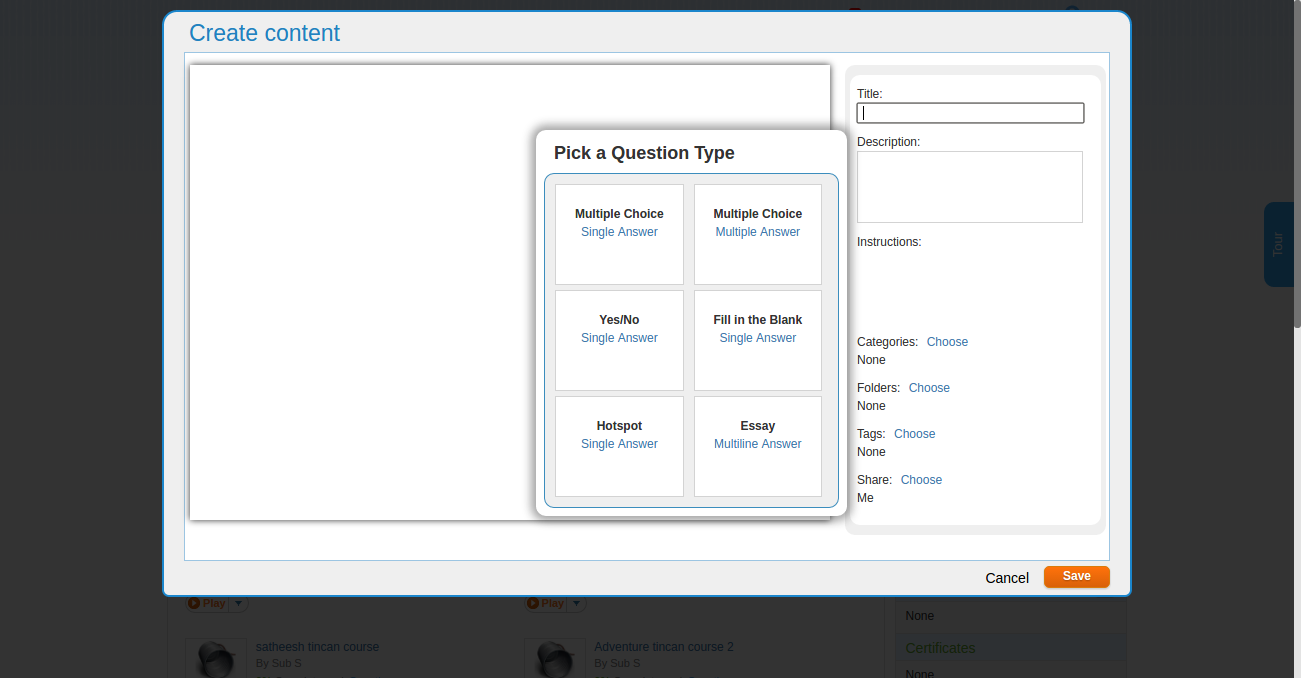 Create content
Pick a Question Type
Multiple Choice
Single Answer
Multiple Choice
Multiple Answer
Yes/No
Single Answer
Fill in the Blank
Single Answer
Hotspot
Single Answer
Essay
Multiline Answer
Title:
Description:
Instructions:
Categories: Choose
None
Folders: Choose
None
Tags: Choose
None
Share: Choose
Me
Cancel
Save
Tour
Play
Play
satheesh tincan course
By Sub S
Adventure tincan course 2
By Sub S
None
Certificates
None